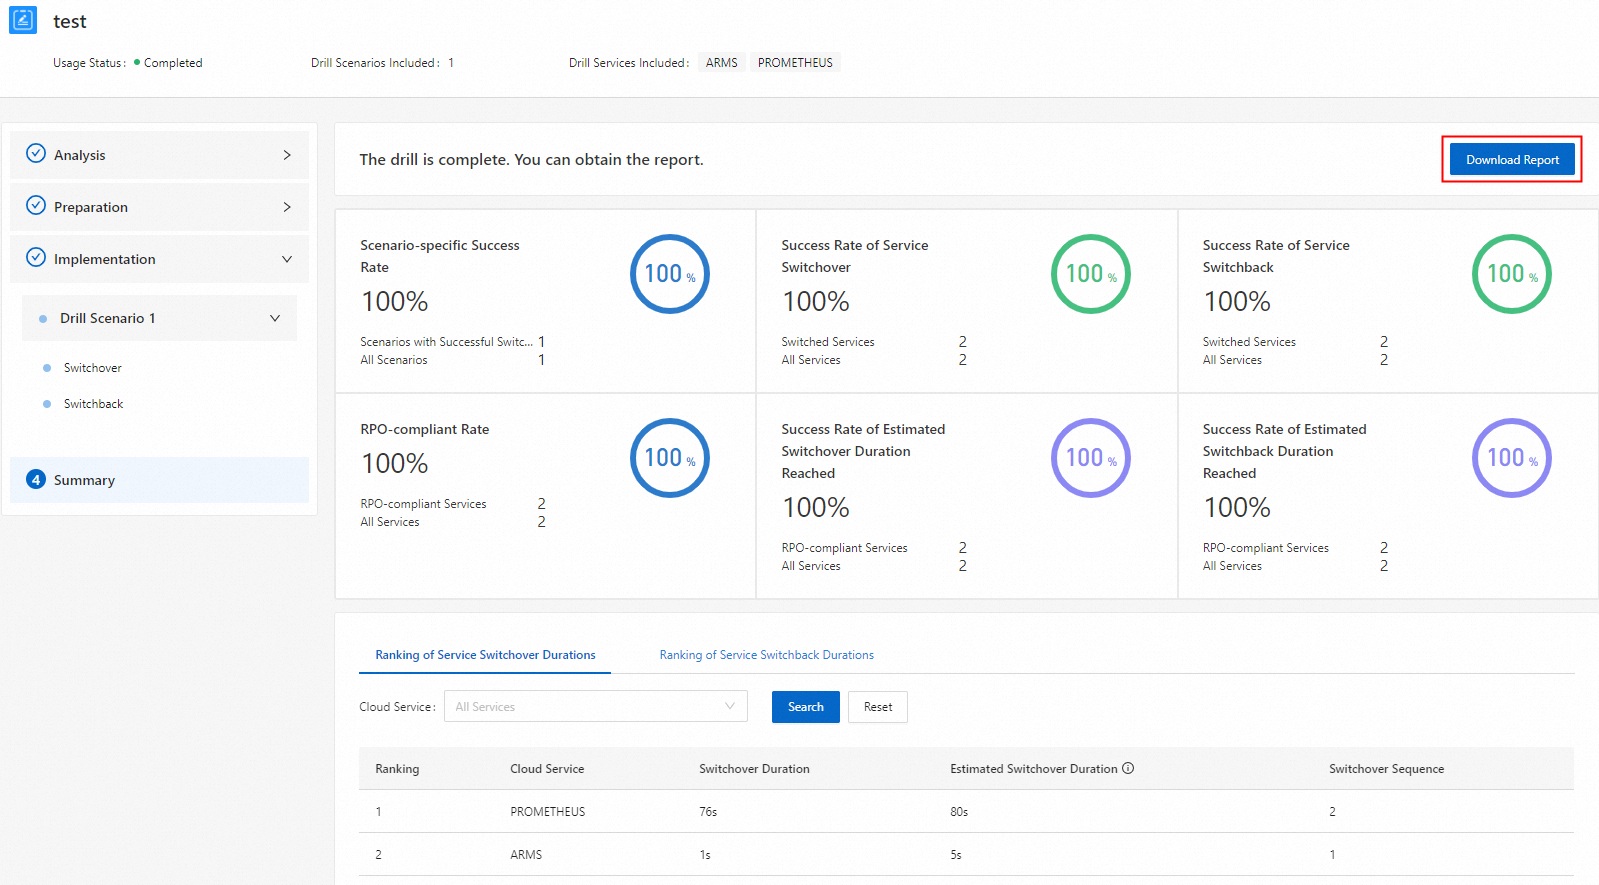 test
Usage Status: Completed
Drill Scenarios Included: 1
Drill Services Included: ARMS PROMETHEUS
Analysis
Preparation
Implementation
Drill Scenario 1
Switchover
Switchback
4 Summary
The drill is complete. You can obtain the report.
Download Report
Scenario-specific Success
Rate
100%
100 %
Scenarios with Successful Switc... 1
All Scenarios 1
Success Rate of Service
Switchover
100%
100 %
Switched Services 2
All Services 2
Success Rate of Service
Switchback
100%
100 %
Switched Services 2
All Services 2
RPO-compliant Rate
100%
100 %
RPO-compliant Services 2
All Services 2
Success Rate of Estimated
Switchover Duration
Reached
100%
100 %
RPO-compliant Services 2
All Services 2
Success Rate of Estimated
Switchback Duration
Reached
100%
100 %
RPO-compliant Services 2
All Services 2
Ranking of Service Switchover Durations
Ranking of Service Switchback Durations
Cloud Service: All Services Search Reset
Ranking Cloud Service Switchover Duration Estimated Switchover Duration Switchover Sequence
1 PROMETHEUS 76s 80s 2
2 ARMS 1s 5s 1